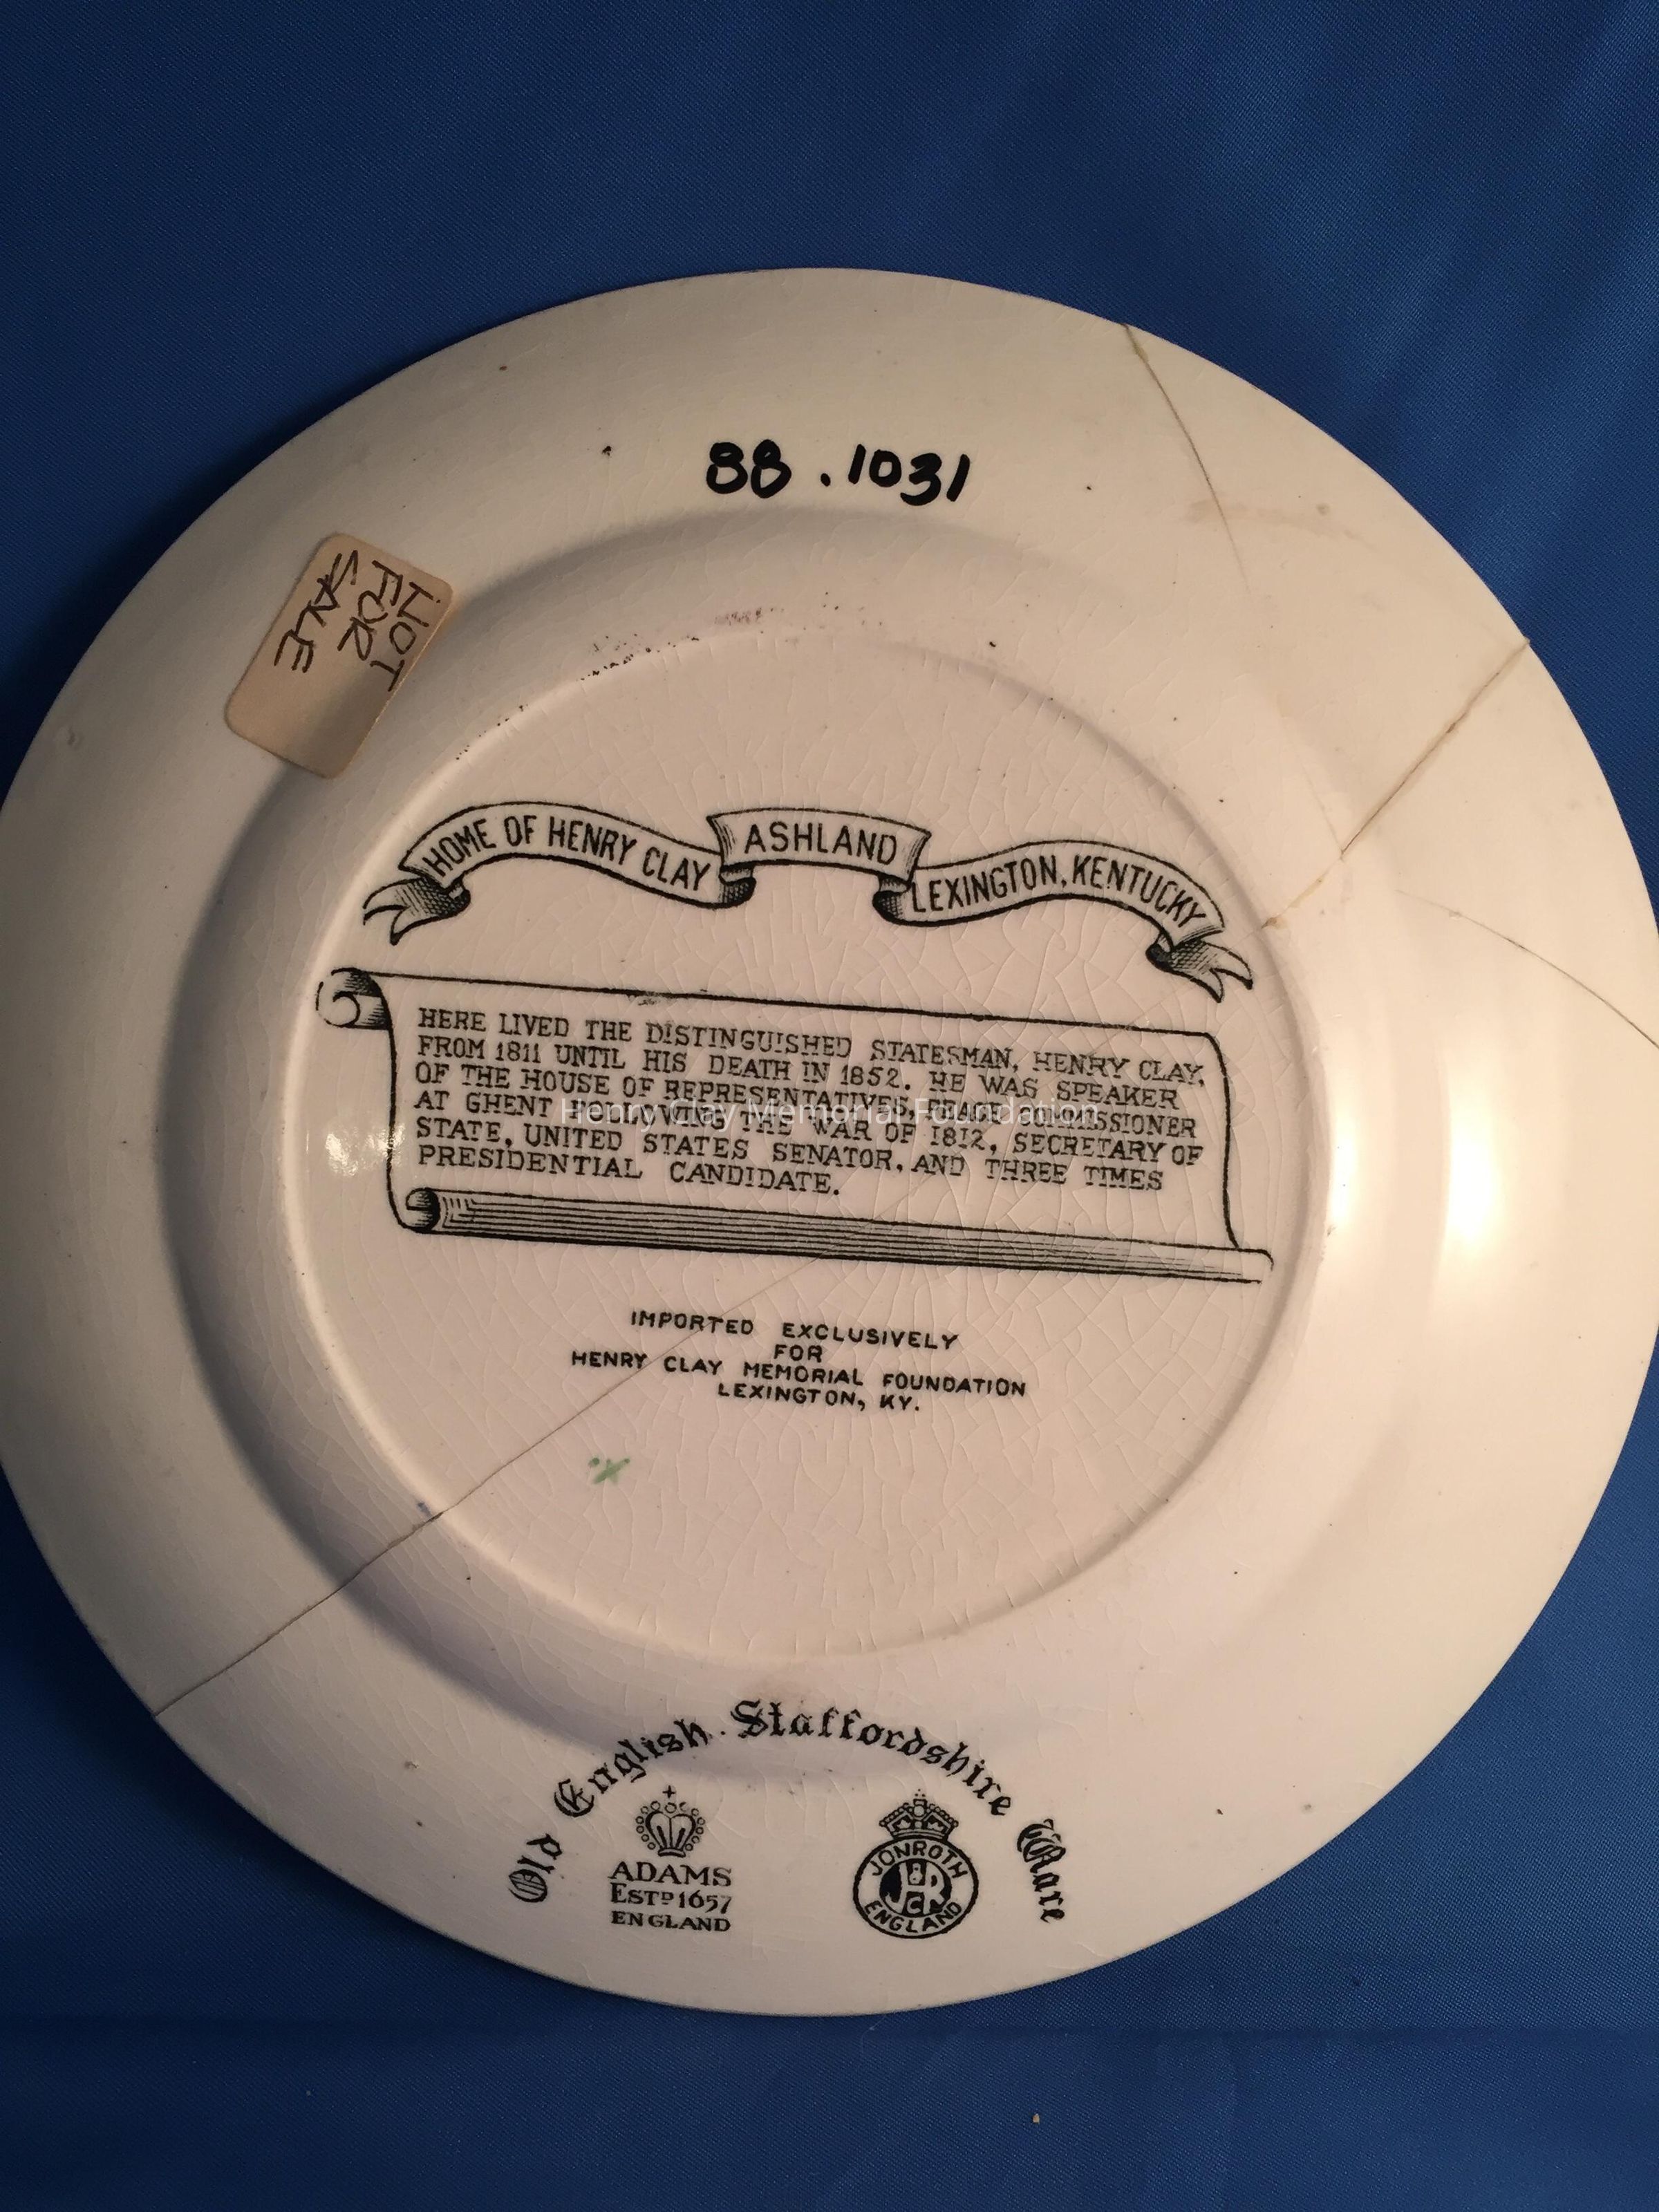 88.1031
NOT
FOR
SALE
HOME OF HENRY CLAY ASHLAND LEXINGTON, KENTUCKY
HERE LIVED THE DISTINGUISHED STATESMAN, HENRY CLAY,
FROM 1811 UNTIL HIS DEATH IN 1852. HE WAS SPEAKER
OF THE HOUSE OF REPRESENTATIVES, PEACE COMMISSIONER
AT GHENT FOLLOWING THE WAR OF 1812, SECRETARY OF
STATE, UNITED STATES SENATOR, AND THREE TIMES
PRESIDENTIAL CANDIDATE.
Henry Clay Memorial Foundation
IMPORTED EXCLUSIVELY
FOR
HENRY CLAY MEMORIAL FOUNDATION
LEXINGTON, KY.
Old English Staffordshire Ware
ADAMS
ESTD 1657
ENGLAND
JONROTH
JR
ENGLAND